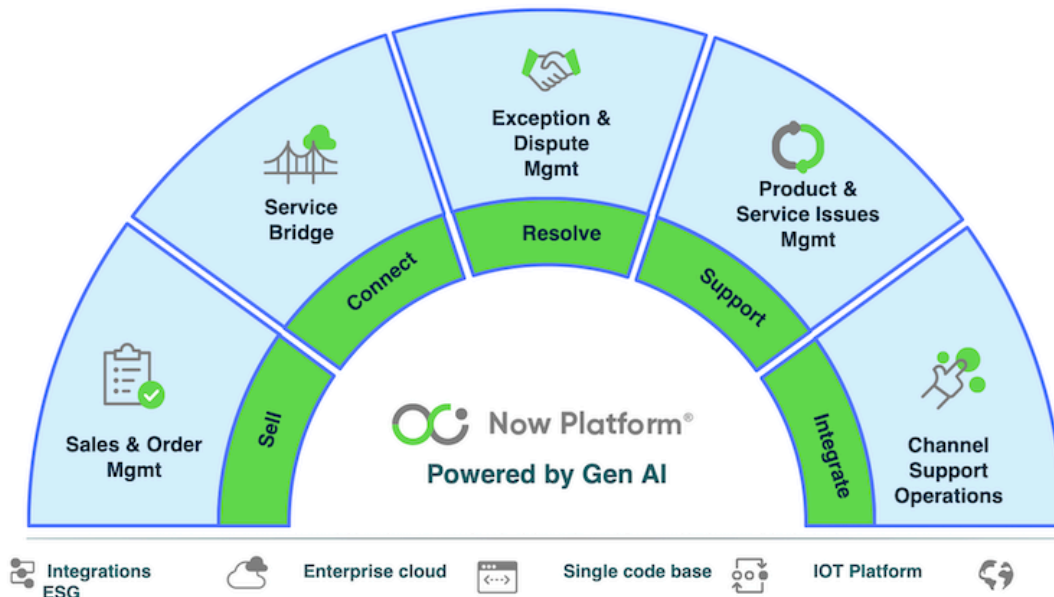 Exception &
Dispute
Mgmt
Service
Bridge
Product &
Service Issues
Mgmt
Sales & Order
Mgmt
Channel
Support
Operations
Sell
Connect
Resolve
Support
Integrate
Now Platform®
Powered by Gen AI
Integrations
ESG
Enterprise cloud
Single code base
IOT Platform